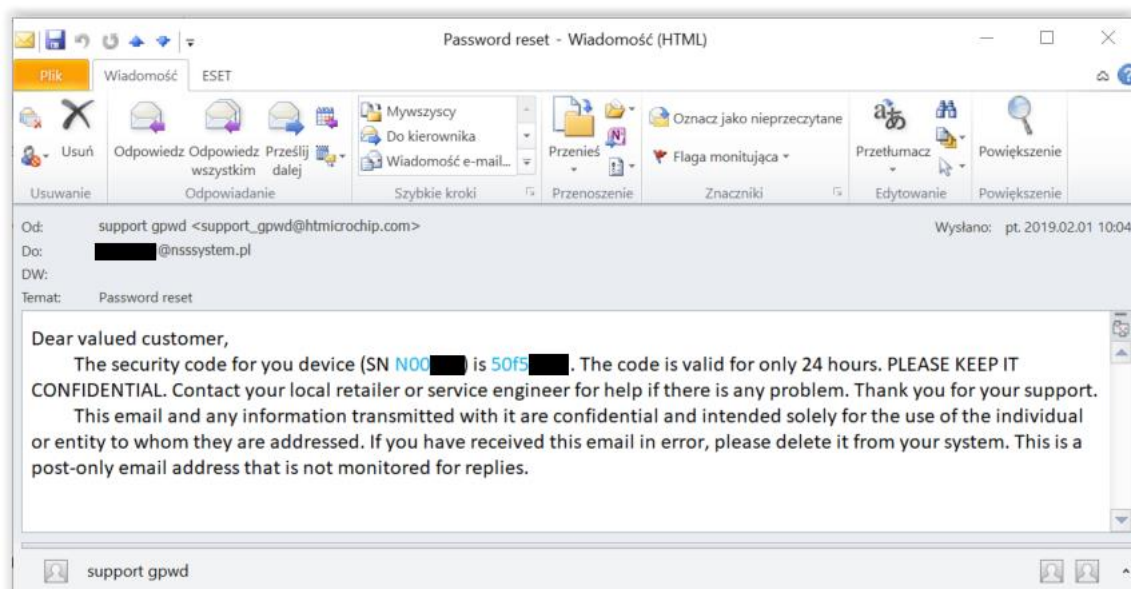 Password reset - Wiadomość (HTML)
Plik Wiadomość ESET
Usuń
Odpowiedz Odpowiedz wszystkim Prześlij dalej
Mywszyscy
Do kierownika
Wiadomość e-mail...
Przenieś
Oznacz jako nieprzeczytane
Flaga monitująca
Przetłumacz
Powiększenie
Usuwanie Odpowiadanie Szybkie kroki Przenoszenie Znaczniki Edytowanie Powiększenie
Od: support gpwd <support_gpwd@htmicrochip.com> Wysłano: pt. 2019.02.01 10:04
Do: @nsssystem.pl
DW:
Temat: Password reset
Dear valued customer,
The security code for you device (SN N00 ) is 50f5 . The code is valid for only 24 hours. PLEASE KEEP IT
CONFIDENTIAL. Contact your local retailer or service engineer for help if there is any problem. Thank you for your support.
This email and any information transmitted with it are confidential and intended solely for the use of the individual
or entity to whom they are addressed. If you have received this email in error, please delete it from your system. This is a
post-only email address that is not monitored for replies.
support gpwd